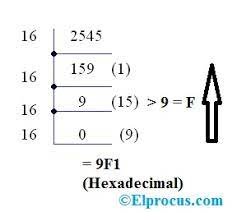 16 2545
16 159 (1)
16 9 (15) > 9 = F
16 0 (9)
= 9F1
(Hexadecimal)
©Elprocus.com